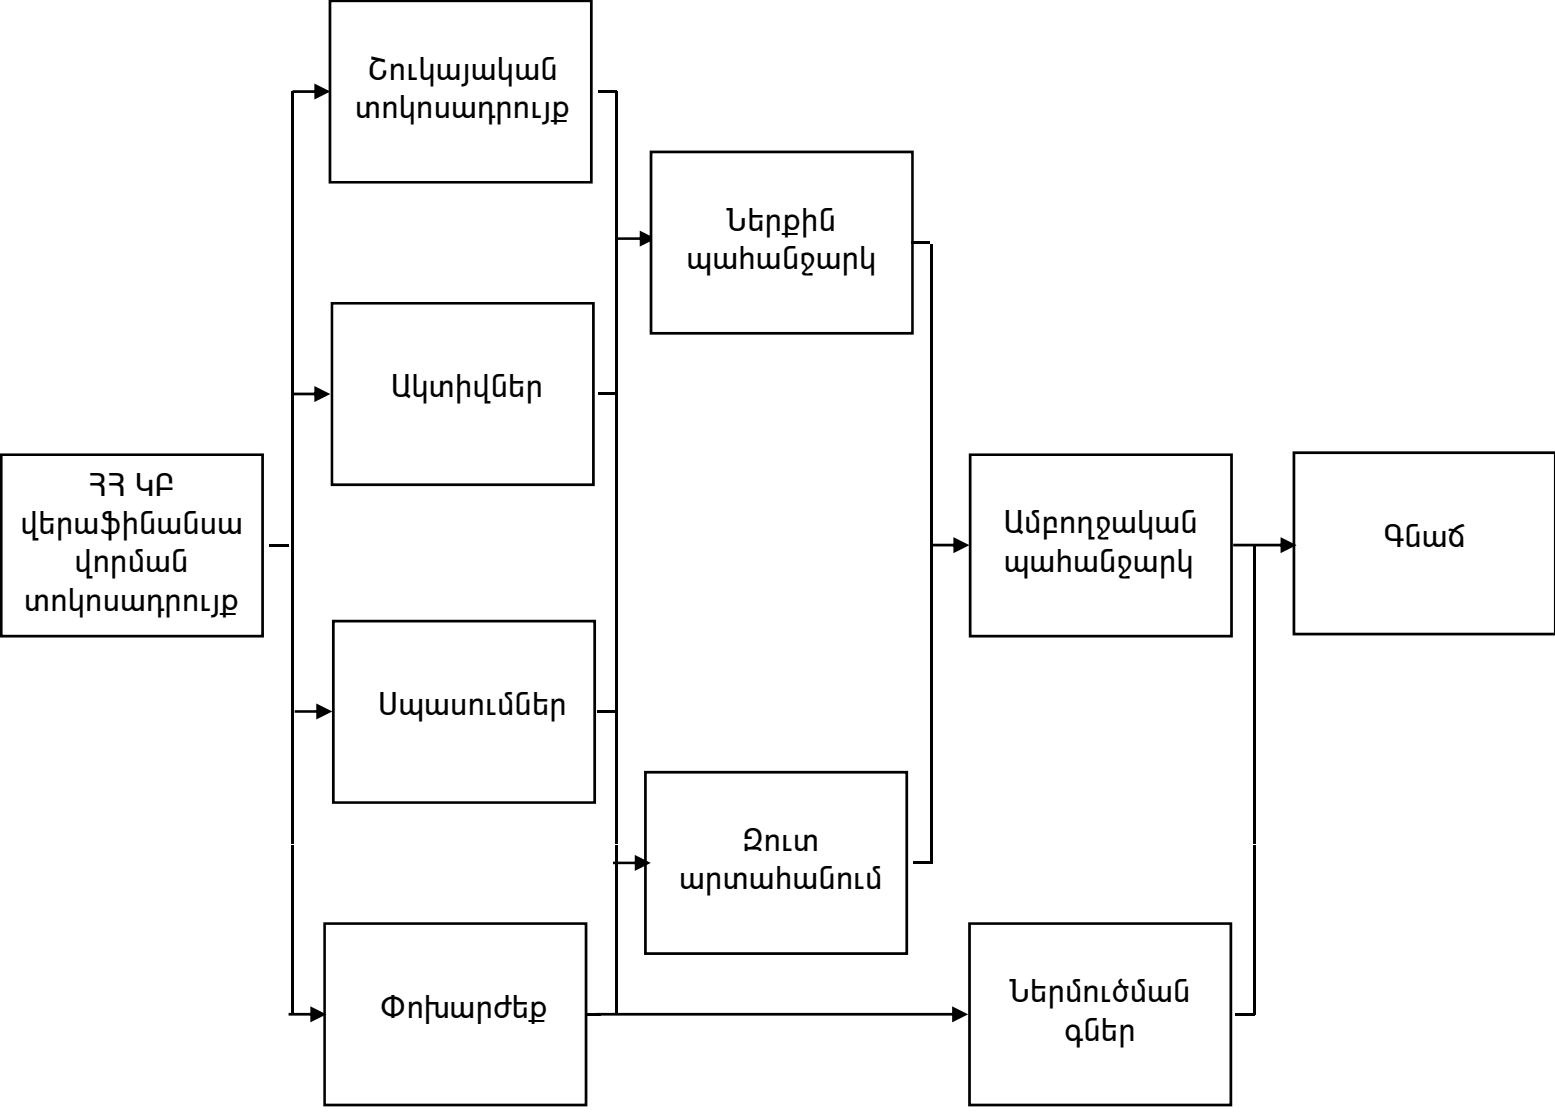 Շուկայական
տոկոսադրույք
Ներքին
պահանջարկ
Ակտիվներ
ՀՀ ԿԲ
վերաֆինանսա
վորման
տոկոսադրույք
Ամբողջական
պահանջարկ
Գնաճ
Սպասումներ
Զուտ
արտահանում
Փոխարժեք
Ներմուծման
գներ